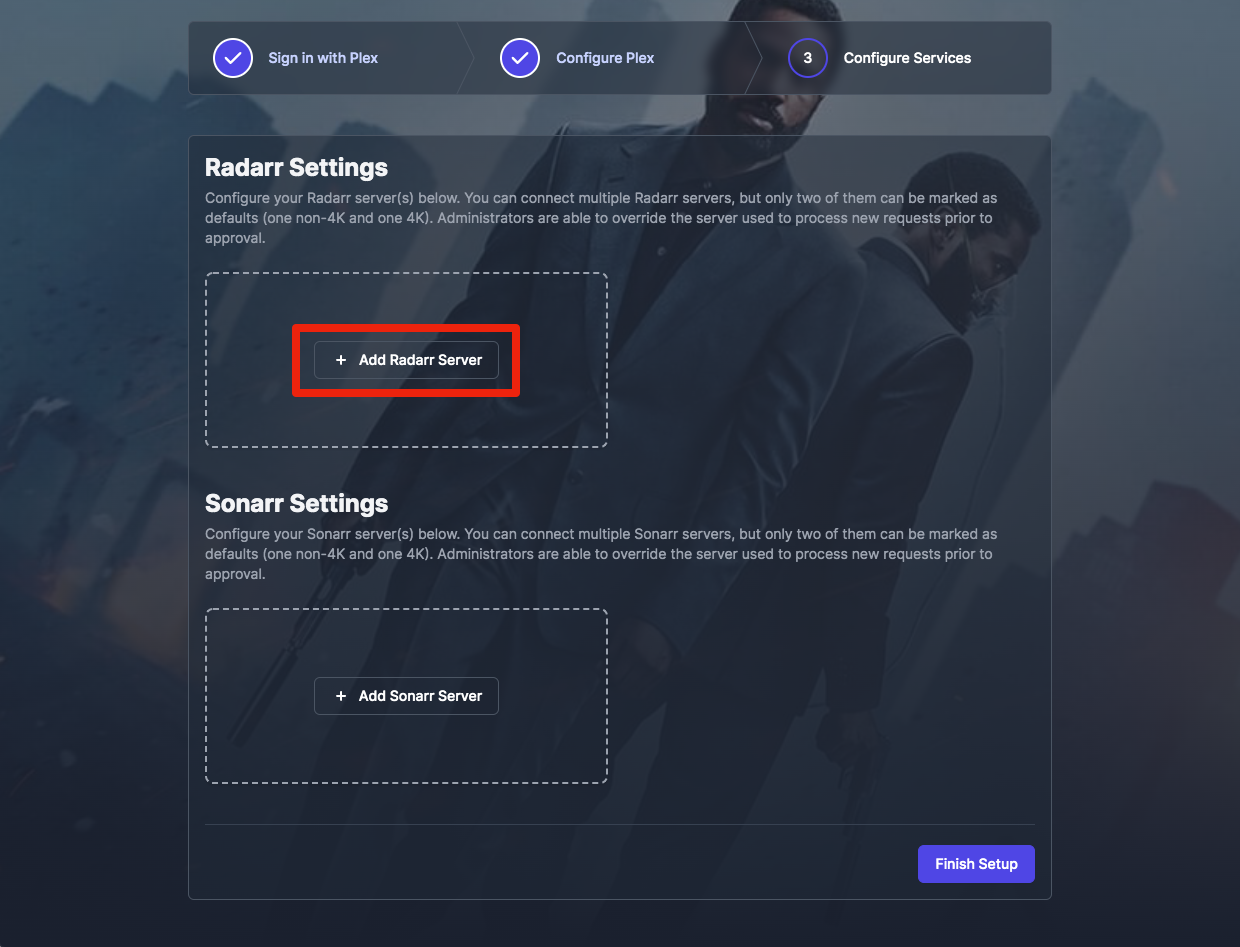 Sign in with Plex
Configure Plex
3
Configure Services
Radarr Settings
Configure your Radarr server(s) below. You can connect multiple Radarr servers, but only two of them can be marked as
defaults (one non-4K and one 4K). Administrators are able to override the server used to process new requests prior to
approval.
+ Add Radarr Server
Sonarr Settings
Configure your Sonarr server(s) below. You can connect multiple Sonarr servers, but only two of them can be marked as
defaults (one non-4K and one 4K). Administrators are able to override the server used to process new requests prior to
approval.
+ Add Sonarr Server
Finish Setup